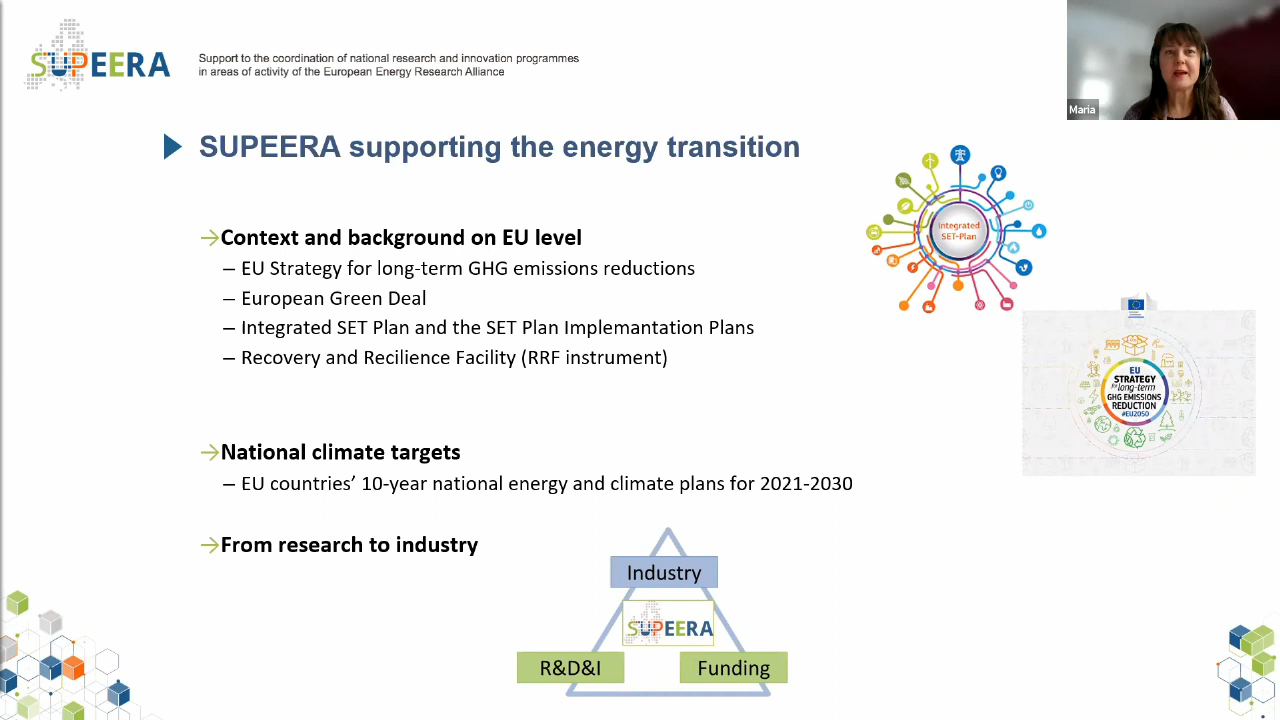 SUPEERA
Support to the coordination of national research and innovation programmes
in areas of activity of the European Energy Research Alliance
Maria
SUPEERA supporting the energy transition
Integrated
SET-Plan
→Context and background on EU level
– EU Strategy for long-term GHG emissions reductions
– European Green Deal
– Integrated SET Plan and the SET Plan Implemantation Plans
– Recovery and Recilience Facility (RRF instrument)
EU
STRATEGY
for long-term
GHG EMISSIONS
REDUCTION
#EU2050
→National climate targets
– EU countries’ 10-year national energy and climate plans for 2021-2030
→From research to industry
Industry
SUPEERA
R&D&I
Funding